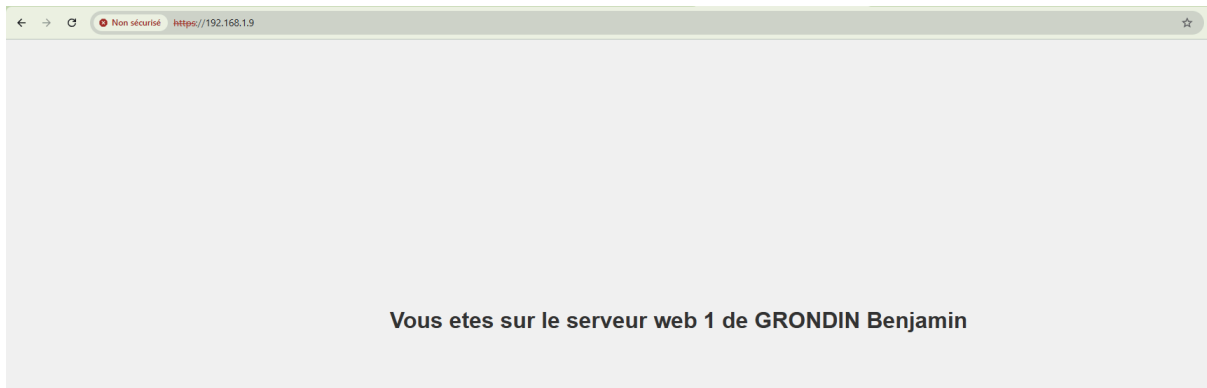 Non sécurisé https://192.168.1.9
Vous etes sur le serveur web 1 de GRONDIN Benjamin